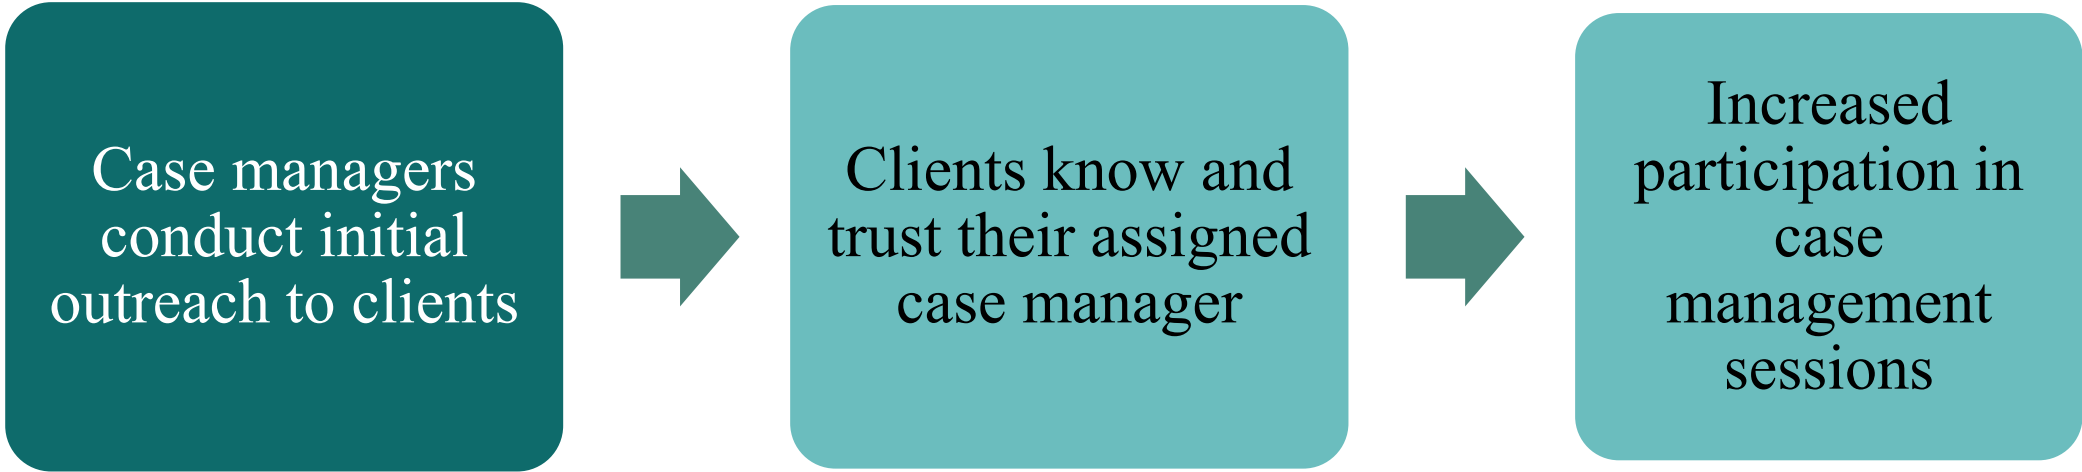 Case managers
conduct initial
outreach to clients
Clients know and
trust their assigned
case manager
Increased
participation in
case
management
sessions